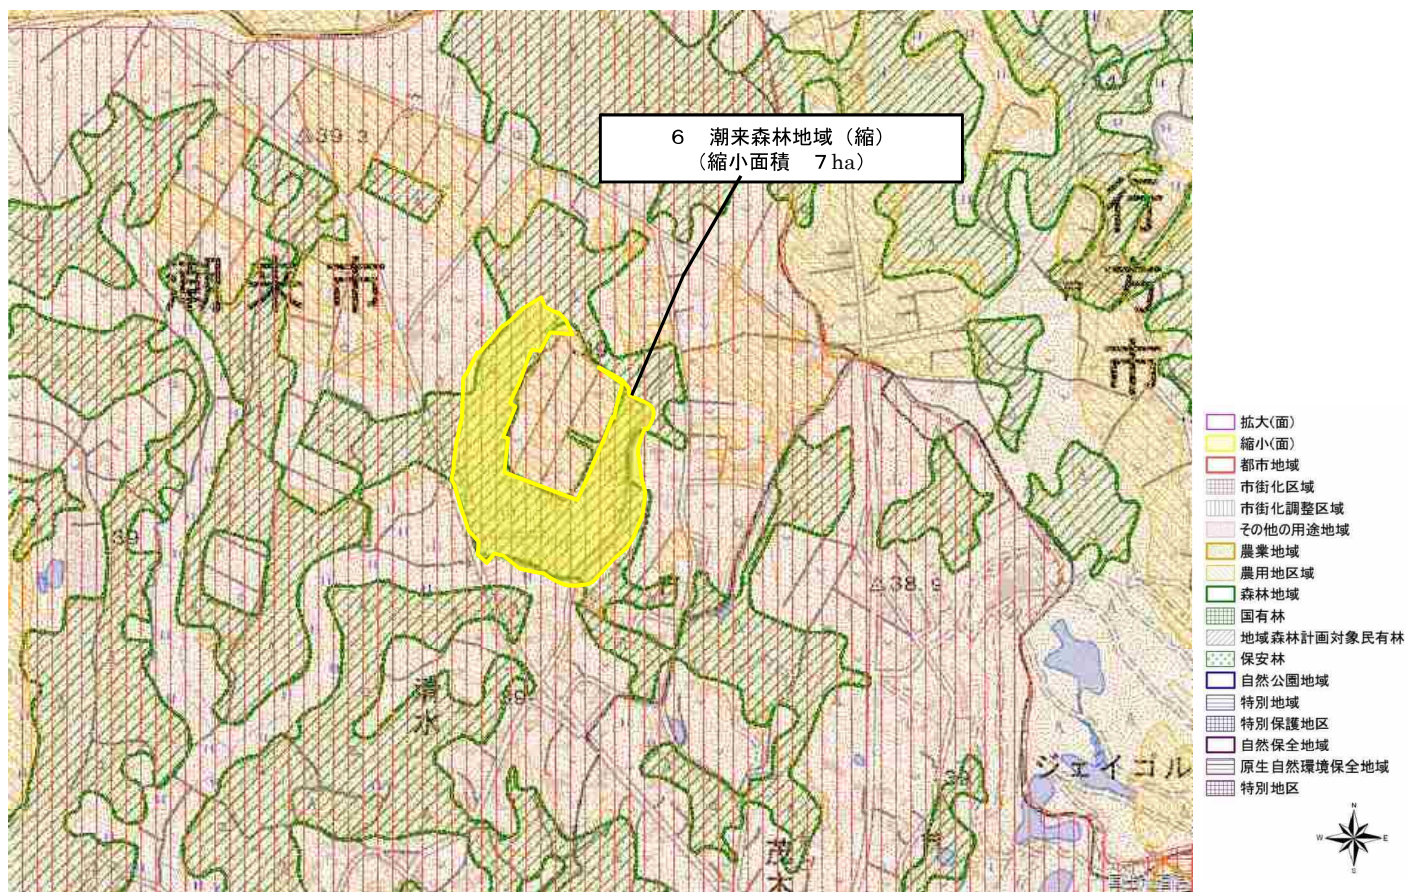 6 潮来森林地域（縮）
（縮小面積 7ha）
39.3
行
方
市
潮来市
39
38.9
清
水
39
ジェイゴル
茂
木
拡大(面)
縮小(面)
都市地域
市街化区域
市街化調整区域
その他の用途地域
農業地域
農用地区域
森林地域
国有林
地域森林計画対象民有林
保安林
自然公園地域
特別地域
特別保護地区
自然保全地域
原生自然環境保全地域
特別地区
N
W
E
S